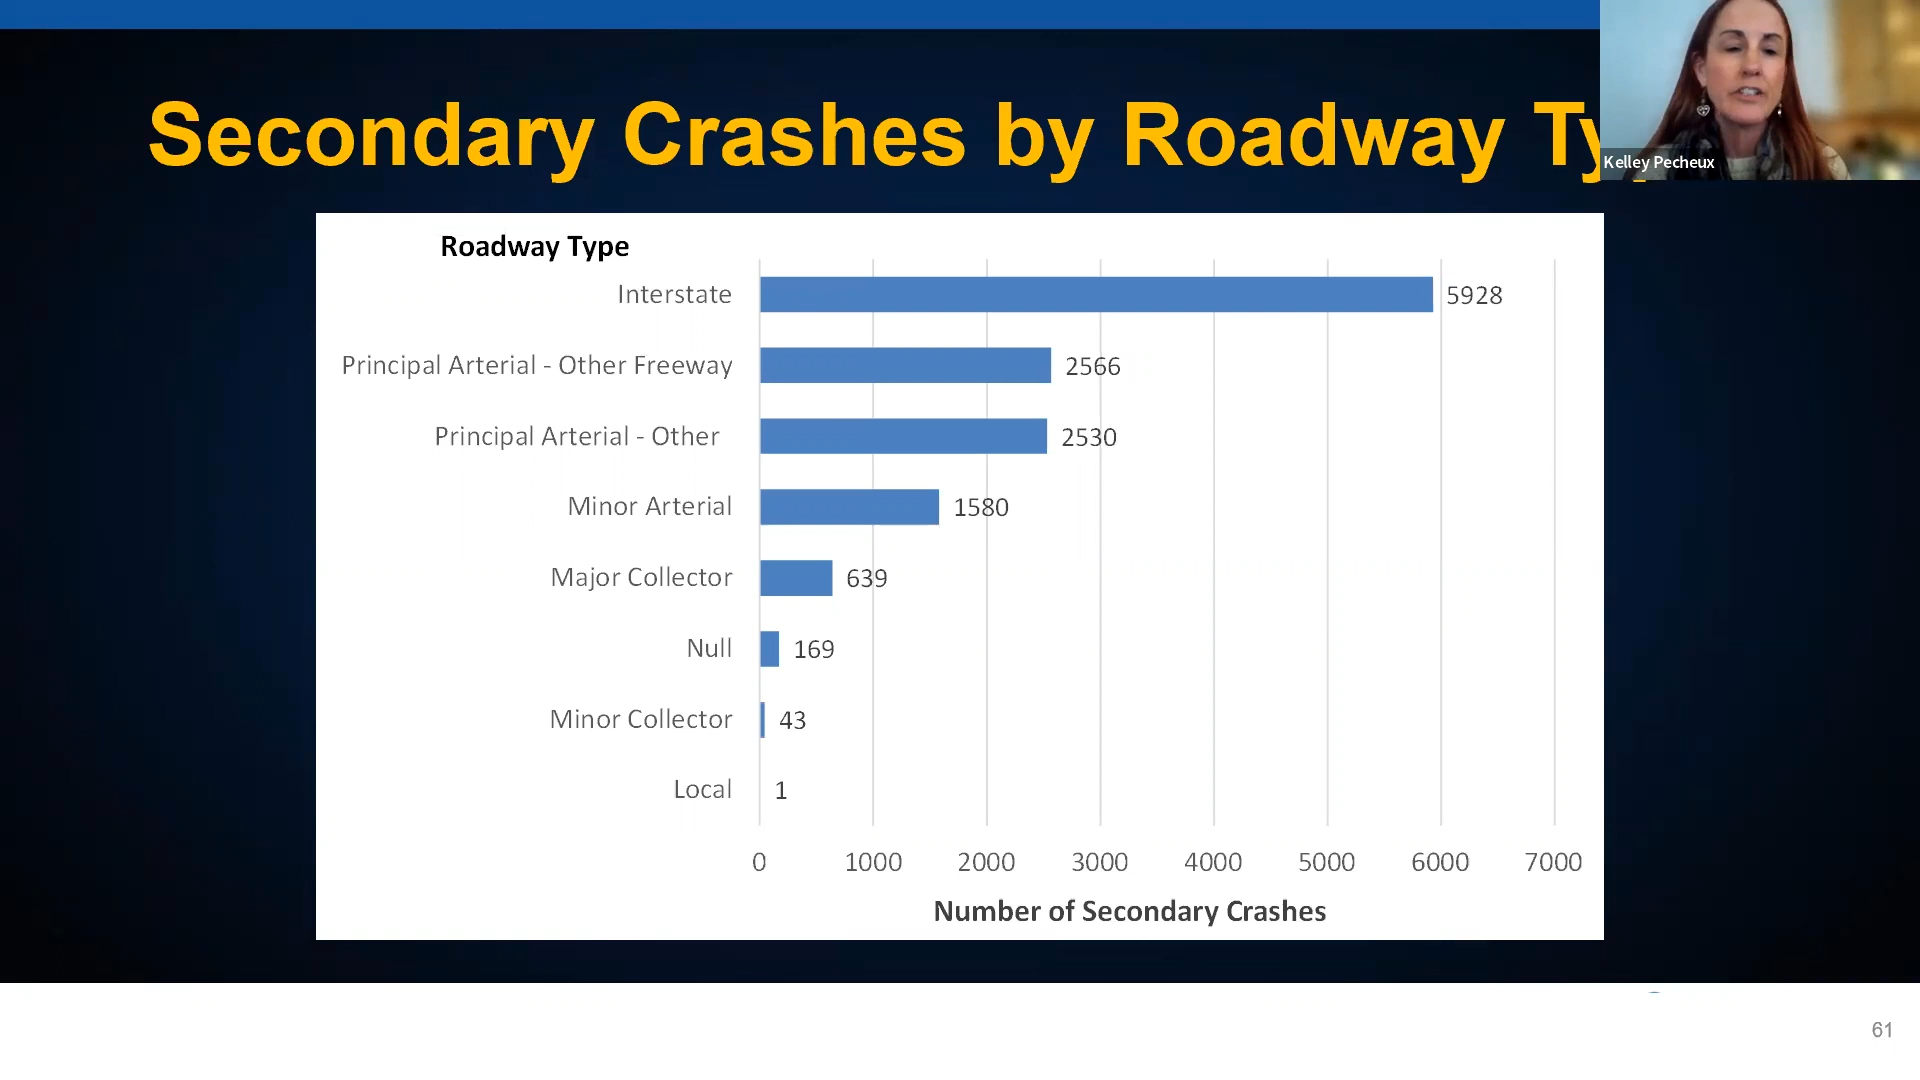 Secondary Crashes by Roadway
Kelley Pecheux
Roadway Type
Interstate 5928
Principal Arterial - Other Freeway 2566
Principal Arterial - Other 2530
Minor Arterial 1580
Major Collector 639
Null 169
Minor Collector 43
Local 1
0 1000 2000 3000 4000 5000 6000 7000
Number of Secondary Crashes
61